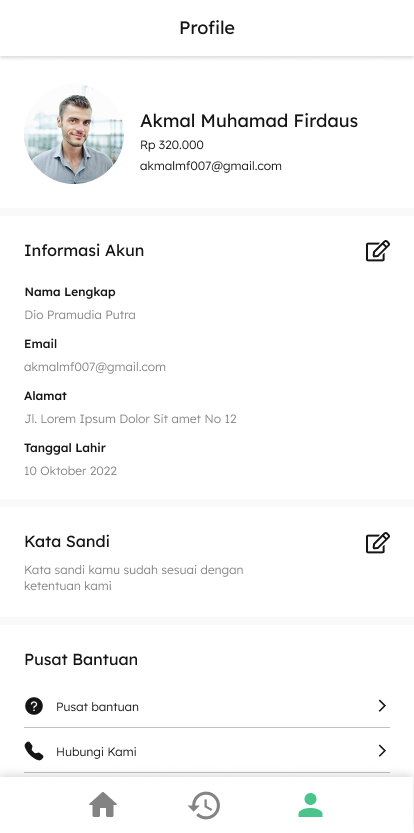 Profile
Akmal Muhamad Firdaus
Rp 320.000
akmalmf007@gmail.com
Informasi Akun
Nama Lengkap
Dio Pramudia Putra
Email
akmalmf007@gmail.com
Alamat
Jl. Lorem Ipsum Dolor Sit amet No 12
Tanggal Lahir
10 Oktober 2022
Kata Sandi
Kata sandi kamu sudah sesuai dengan
ketentuan kami
Pusat Bantuan
Pusat bantuan
Hubungi Kami